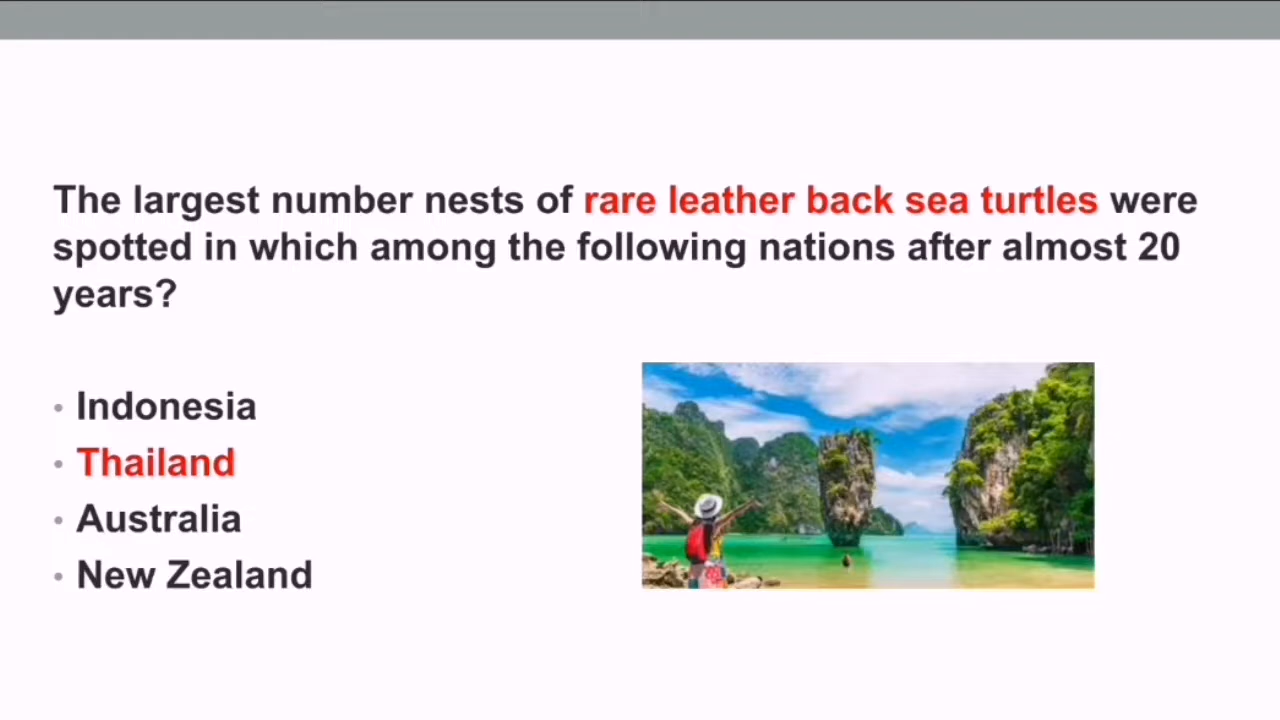 The largest number nests of rare leather back sea turtles were
spotted in which among the following nations after almost 20
years?
• Indonesia
• Thailand
• Australia
• New Zealand